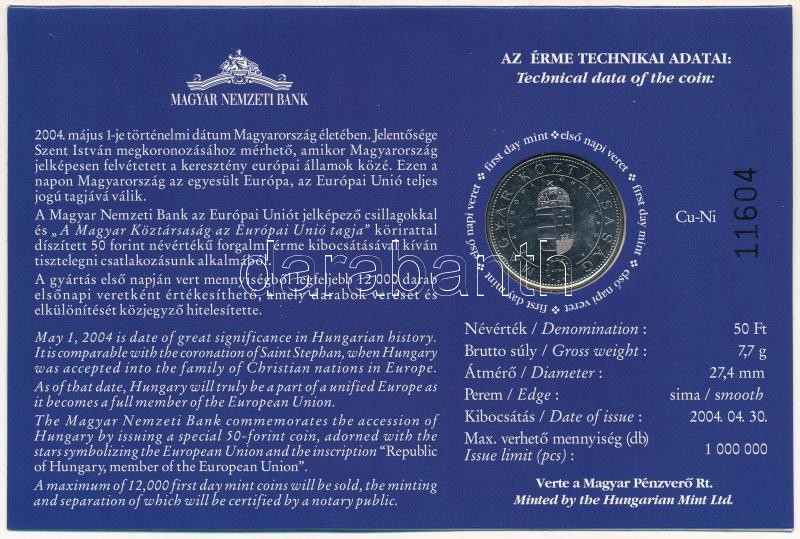 MAGYAR NEMZETI BANK
2004. május 1-je történelmi dátum Magyarország életében. Jelentősége
Szent István megkoronázásához mérhető, amikor Magyarország
jelképesen felvétetett a keresztény európai államok közé. Ezen a
napon Magyarország az egyesült Európa, az Európai Unió teljes
jogú tagjává válik.
A Magyar Nemzeti Bank az Európai Uniót jelképező csillagokkal
és „A Magyar Köztársaság az Európai Unió tagja” körirattal
díszített 50 forint névértékű forgalmi érme kibocsátásával kíván
tisztelegni csatlakozásunk alkalmából.
A gyártás első napján vert mennyiségből legfeljebb 12 000 darab
elsőnapi veretként értékesíthető, amely darabok verését és
elkülönítését közjegyző hitelesítette.
May 1, 2004 is date of great significance in Hungarian history.
It is comparable with the coronation of Saint Stephan, when Hungary
was accepted into the family of Christian nations in Europe.
As of that date, Hungary will truly be a part of a unified Europe as
it becomes a full member of the European Union.
The Magyar Nemzeti Bank commemorates the accession of
Hungary by issuing a special 50-forint coin, adorned with the
stars symbolizing the European Union and the inscription “Republic
of Hungary, member of the European Union”.
A maximum of 12,000 first day mint coins will be sold, the minting
and separation of which will be certified by a notary public.
AZ ÉRME TECHNIKAI ADATAI:
Technical data of the coin:
first day mint ❖ első napi veret ❖ first day mint ❖ első napi veret ❖ first day mint ❖ első napi veret ❖
MAGYAR KÖZTÁRSASÁG
Cu-Ni
11604
Névérték / Denomination : 50 Ft
Brutto súly / Gross weight : 7,7 g
Átmérő / Diameter : 27,4 mm
Perem / Edge : sima / smooth
Kibocsátás / Date of issue : 2004. 04. 30.
Max. verhető mennyiség (db)
Issue limit (pcs) : 1 000 000
Verte a Magyar Pénzverő Rt.
Minted by the Hungarian Mint Ltd.
darabanth